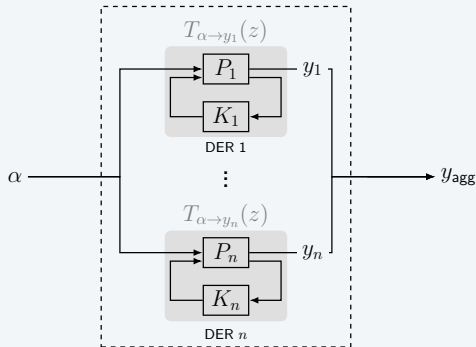 T_{α→y_1}(z)
P_1
y_1
K_1
DER 1
α
⋮
y_agg
T_{α→y_n}(z)
P_n
y_n
K_n
DER n